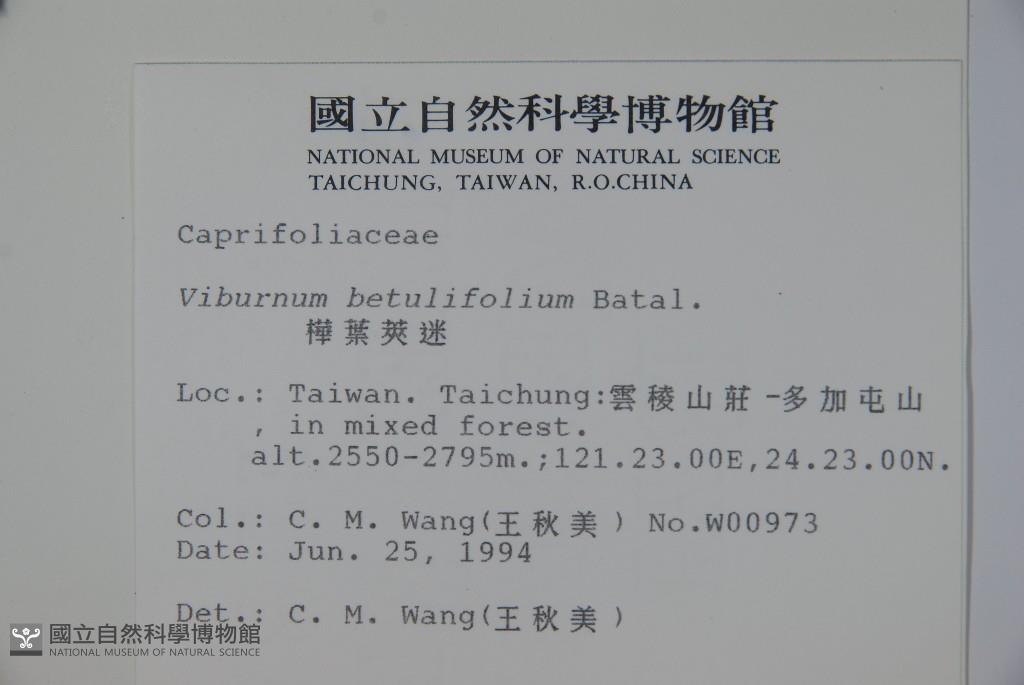 國立自然科學博物館
NATIONAL MUSEUM OF NATURAL SCIENCE
TAICHUNG, TAIWAN, R.O.CHINA
Caprifoliaceae
Viburnum betulifolium Batal.
樺葉莢迷
Loc.: Taiwan. Taichung:雲稜山莊-多加屯山
, in mixed forest.
alt.2550-2795m.;121.23.00E,24.23.00N.
Col.: C. M. Wang(王秋美) No.W00973
Date: Jun. 25, 1994
Det.: C. M. Wang(王秋美)
國立自然科學博物館
NATIONAL MUSEUM OF NATURAL SCIENCE